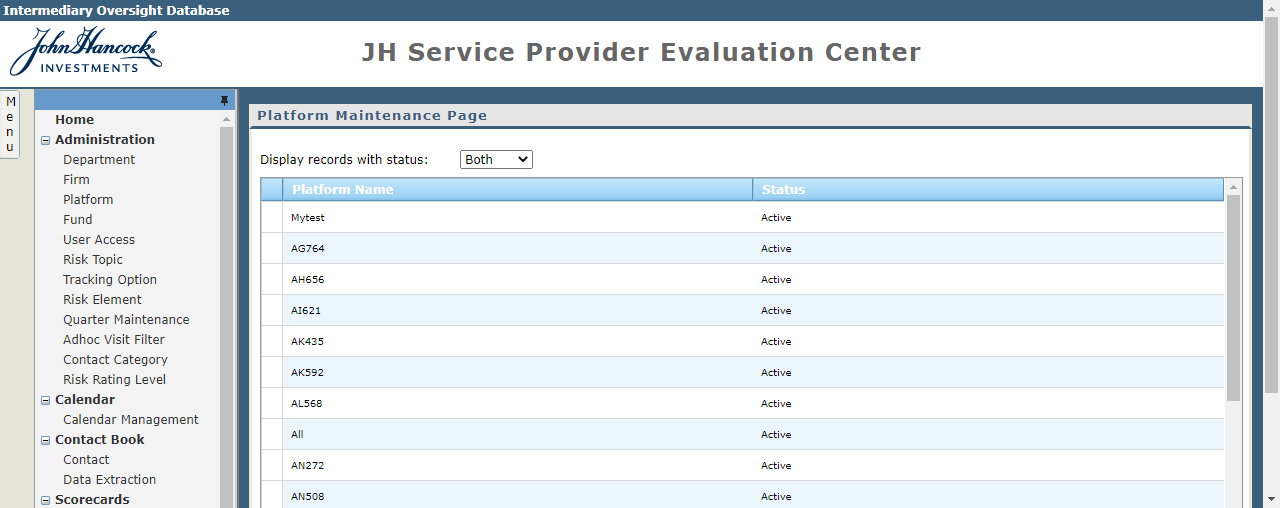 Intermediary Oversight Database
John Hancock
INVESTMENTS
JH Service Provider Evaluation Center
Menu
Home
Administration
Department
Firm
Platform
Fund
User Access
Risk Topic
Tracking Option
Risk Element
Quarter Maintenance
Adhoc Visit Filter
Contact Category
Risk Rating Level
Calendar
Calendar Management
Contact Book
Contact
Data Extraction
Scorecards
Platform Maintenance Page
Display records with status: Both
Platform Name Status
Mytest Active
AG764 Active
AH656 Active
AI621 Active
AK435 Active
AK592 Active
AL568 Active
All Active
AN272 Active
AN508 Active